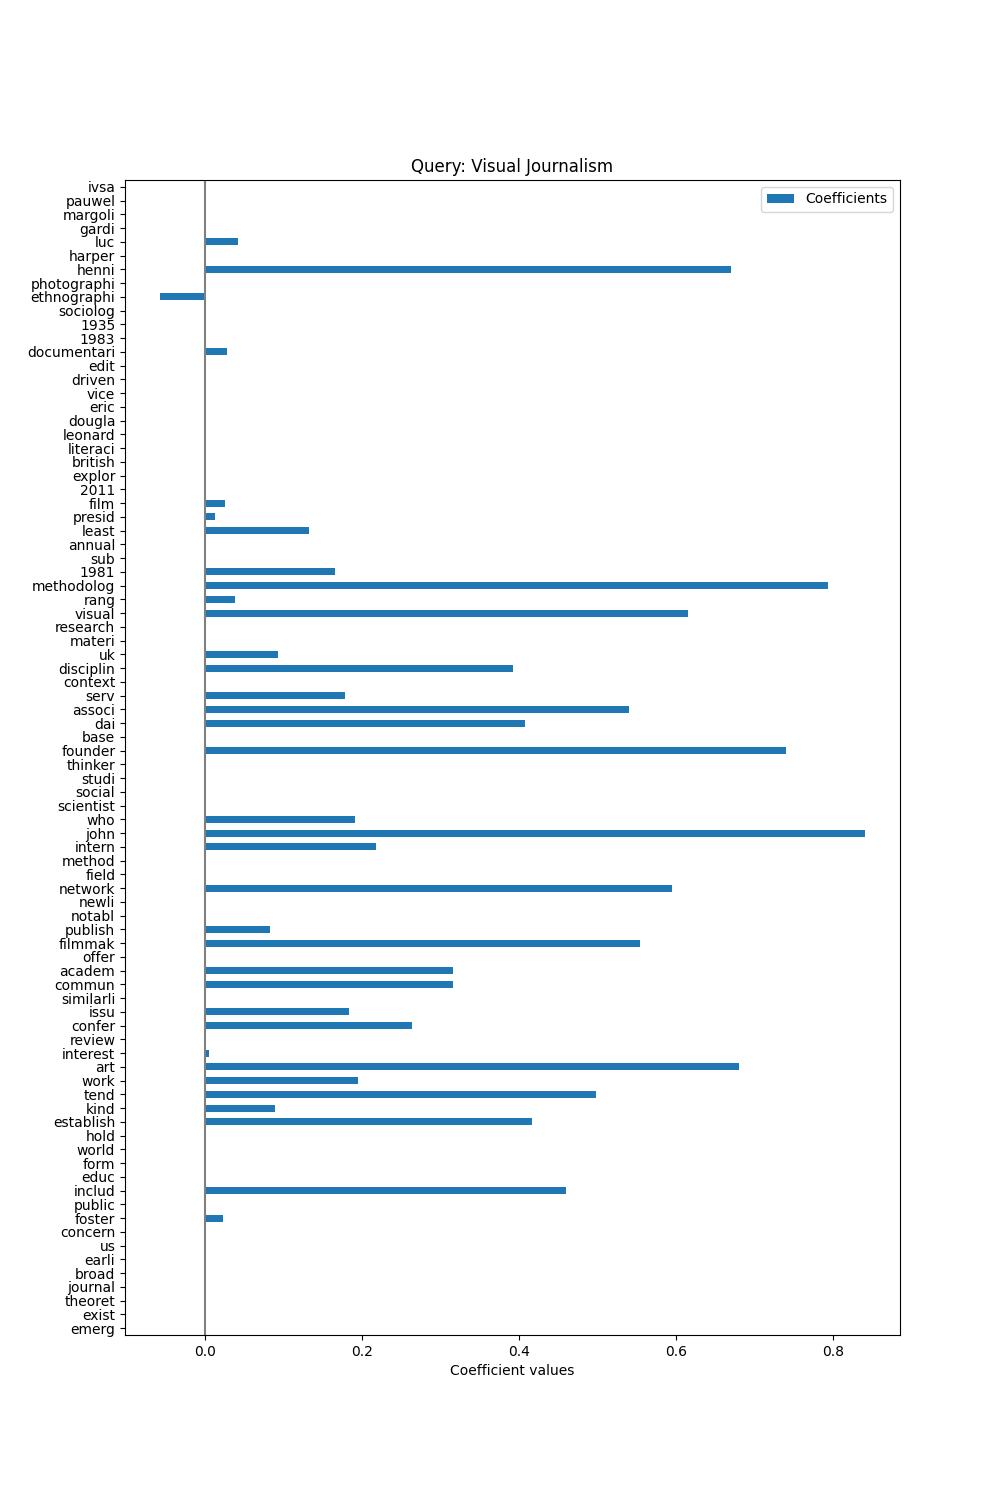 Query: Visual Journalism
Coefficients
ivsa
pauwel
margoli
gardi
luc
harper
henni
photographi
ethnographi
sociolog
1935
1983
documentari
edit
driven
vice
eric
dougla
leonard
literaci
british
explor
2011
film
presid
least
annual
sub
1981
methodolog
rang
visual
research
materi
uk
disciplin
context
serv
associ
dai
base
founder
thinker
studi
social
scientist
who
john
intern
method
field
network
newli
notabl
publish
filmmak
offer
academ
commun
similarli
issu
confer
review
interest
art
work
tend
kind
establish
hold
world
form
educ
includ
public
foster
concern
us
earli
broad
journal
theoret
exist
emerg
0.0 0.2 0.4 0.6 0.8
Coefficient values